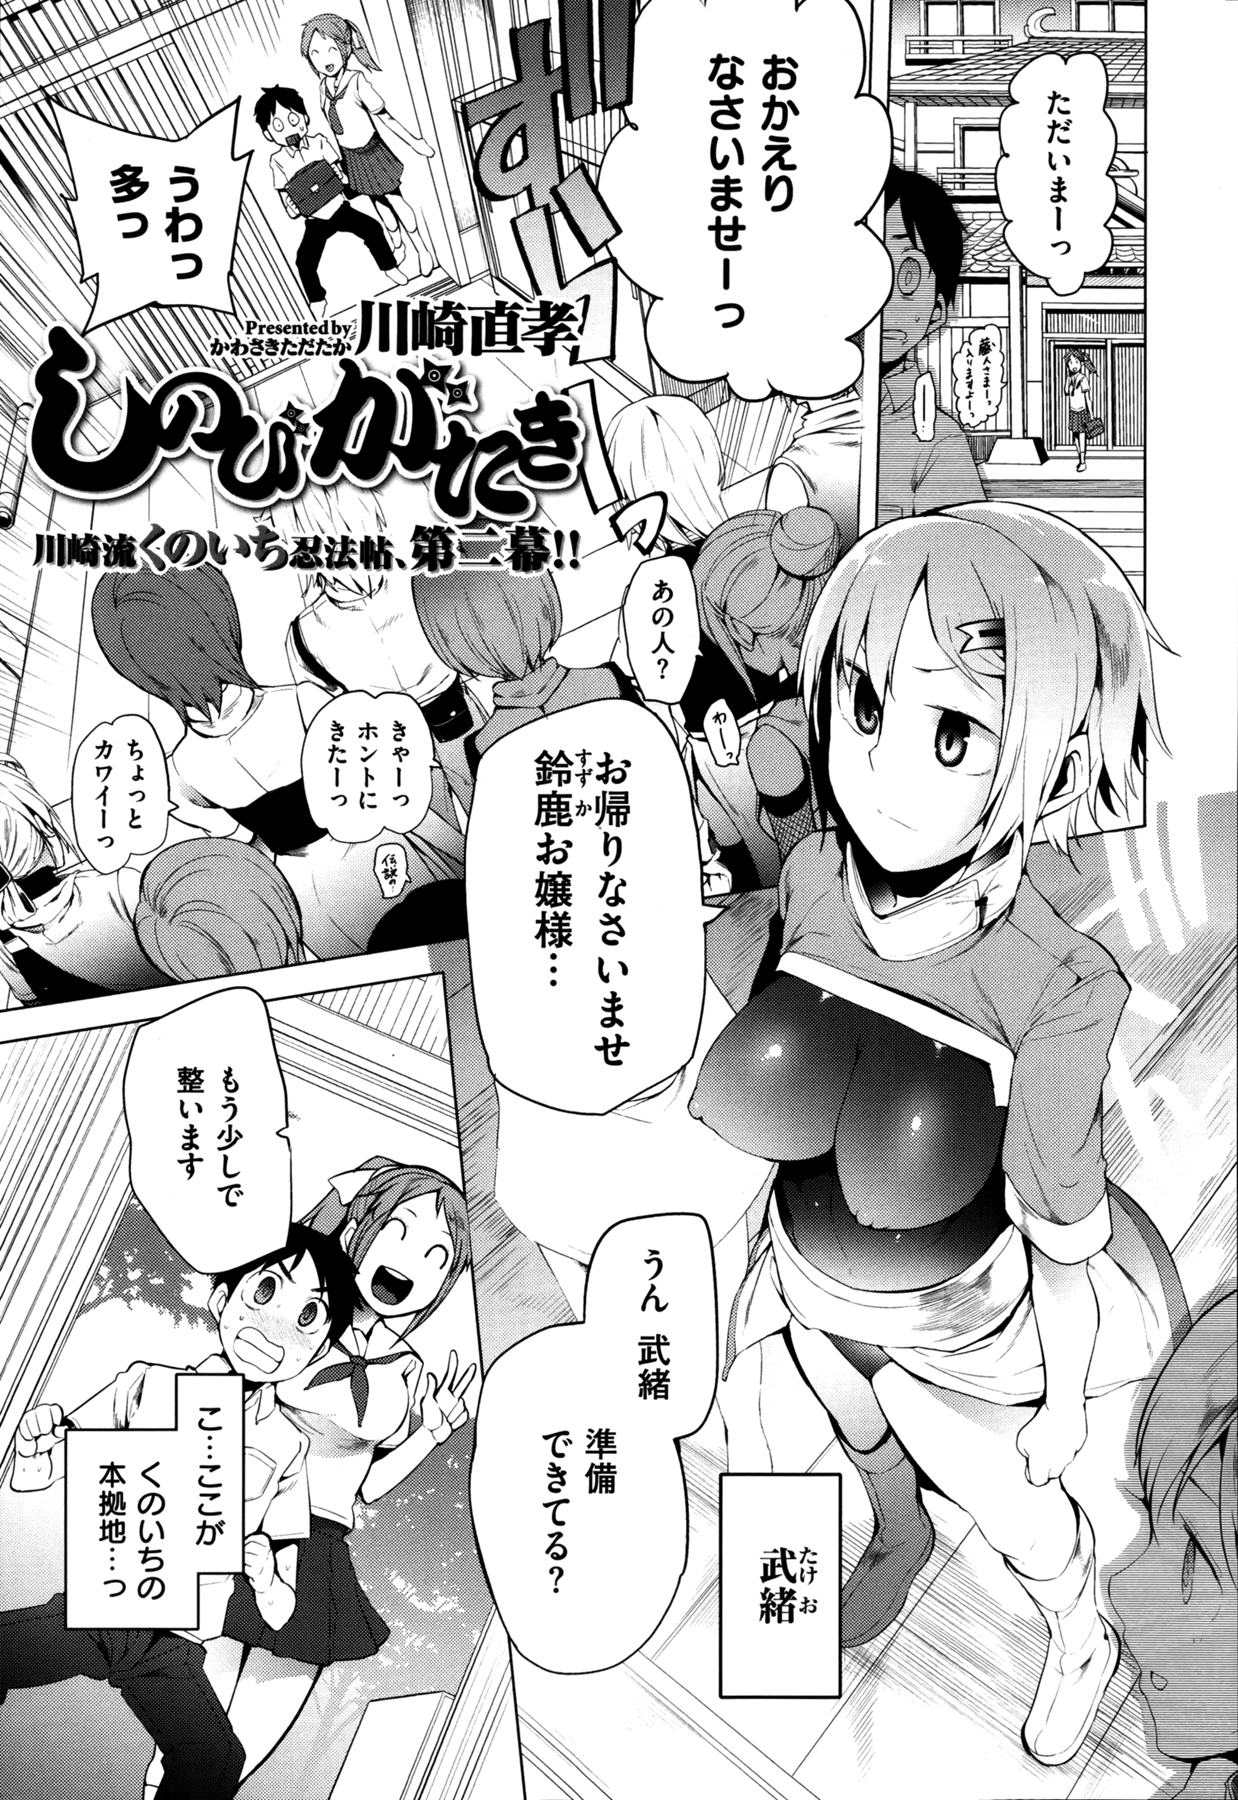 ただいまーっ
藤人さまー
入りますよー
おかえり
なさいませーっ
ずいーーっ
うわっ
多っ
Presented by
かわさきただたか
川崎直孝
しのびがたき
川崎流くのいち忍法帖、第二幕!!
あの人?
わーっ
きゃーっ
ホントに
きたーっ
伝説の
ちょっと
カワイーっ
お帰りなさいませ
鈴鹿お嬢様…
すずか
うん 武緒
準備
できてる?
武緒
たけお
もう少しで
整います
こ…ここが
くのいちの
本拠地…っ